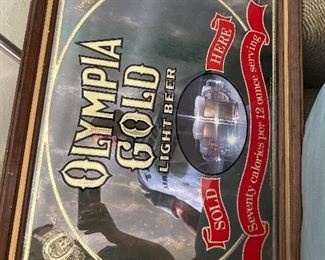 OLYMPIA
GOLD
LIGHT BEER
SOLD HERE
Seventy calories per 12 ounce serving